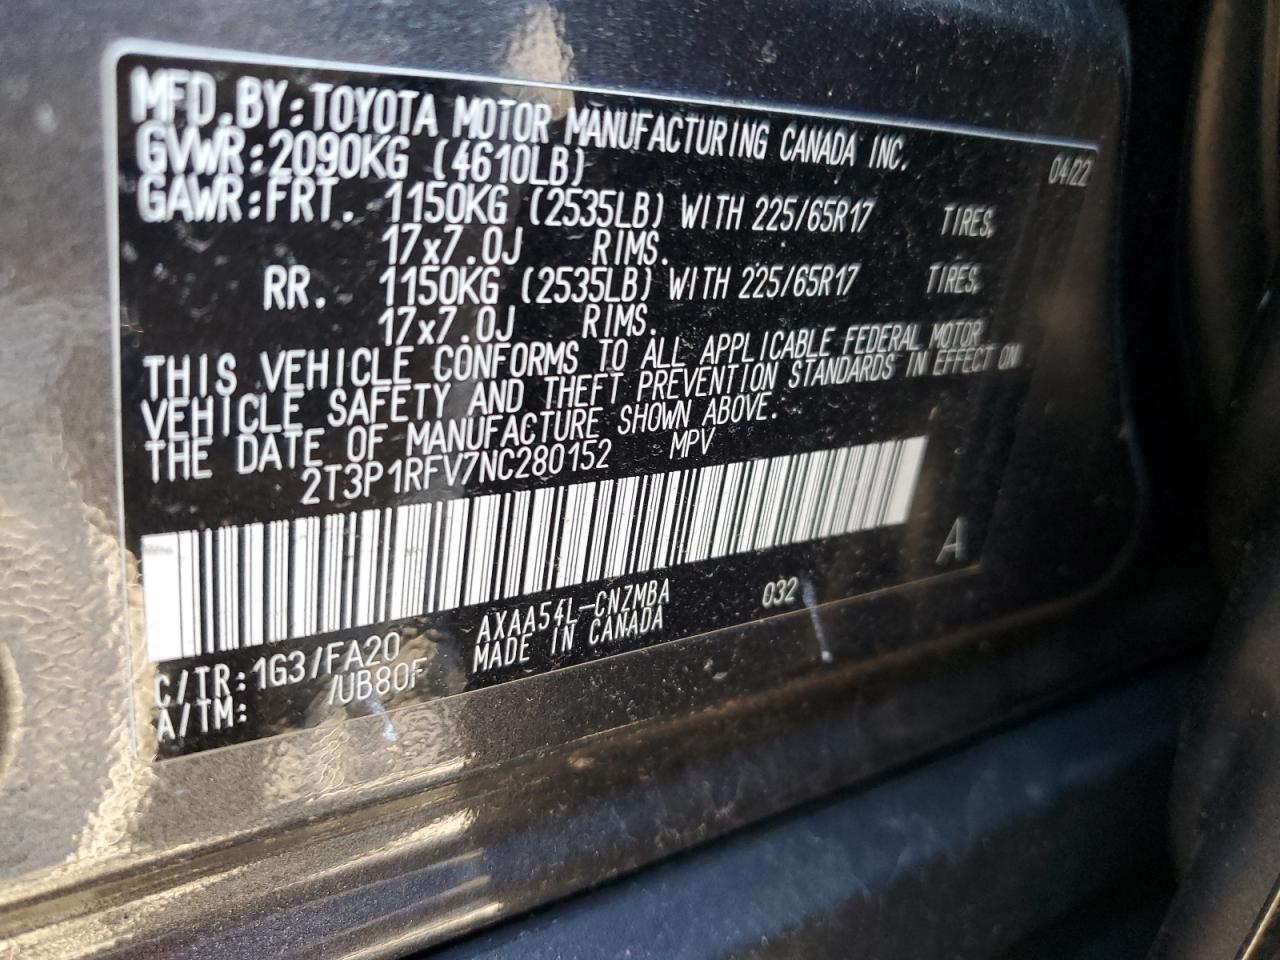 MFD.BY:TOYOTA MOTOR MANUFACTURING CANADA INC.
GVWR:2090KG (4610LB) 04/22
GAWR:FRT. 1150KG (2535LB) WITH 225/65R17 TIRES,
17x7.0J RIMS.
RR. 1150KG (2535LB) WITH 225/65R17 TIRES,
17x7.0J RIMS.
THIS VEHICLE CONFORMS TO ALL APPLICABLE FEDERAL MOTOR
VEHICLE SAFETY AND THEFT PREVENTION STANDARDS IN EFFECT ON
THE DATE OF MANUFACTURE SHOWN ABOVE.
2T3P1RFV7NC280152 MPV
A
C/TR:1G3/FA20 AXAA54L-CNZMBA 032
A/TM: /UB80F MADE IN CANADA